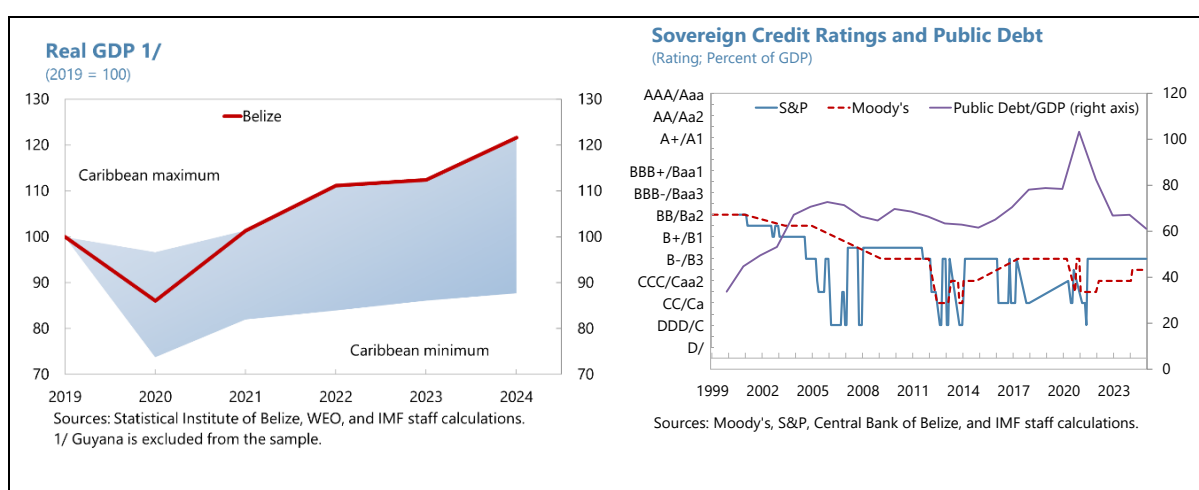 Real GDP 1/
(2019 = 100)
130
120
110
100
90
80
70
Belize
Caribbean maximum
Caribbean minimum
130
120
110
100
90
80
70
2019 2020 2021 2022 2023 2024
Sources: Statistical Institute of Belize, WEO, and IMF staff calculations.
1/ Guyana is excluded from the sample.
Sovereign Credit Ratings and Public Debt
(Rating; Percent of GDP)
AAA/Aaa
AA/Aa2
A+/A1
BBB+/Baa1
BBB-/Baa3
BB/Ba2
B+/B1
B-/B3
CCC/Caa2
CC/Ca
DDD/C
D/
S&P Moody's Public Debt/GDP (right axis)
120
100
80
60
40
20
0
1999 2002 2005 2008 2011 2014 2017 2020 2023
Sources: Moody's, S&P, Central Bank of Belize, and IMF staff calculations.